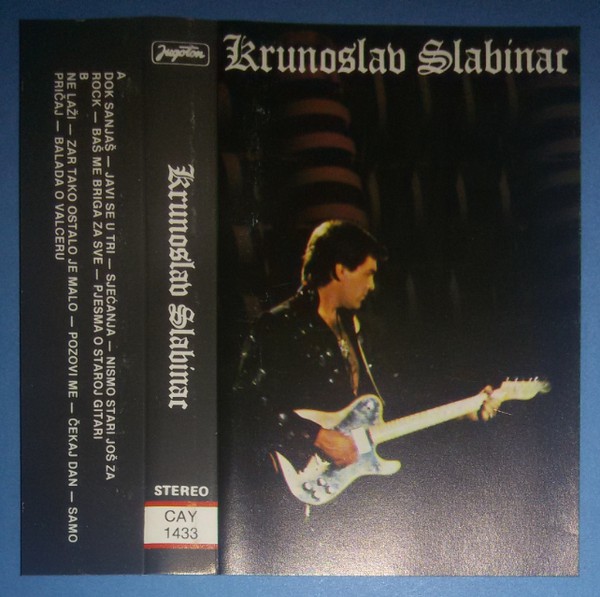 A
DOK SANJAŠ — JAVI SE U TRI — SJEĆANJA — NISMO STARI JOŠ ZA
ROCK — BAŠ ME BRIGA ZA SVE — PJESMA O STAROJ GITARI
B
NE LAŽI — ZAR TAKO OSTALO JE MALO — POZOVI ME — ČEKAJ DAN — SAMO
PRIČAJ — BALADA O VALCERU
Jugoton
Krunoslav Slabinac
STEREO
CAY
1433
Krunoslav Slabinac